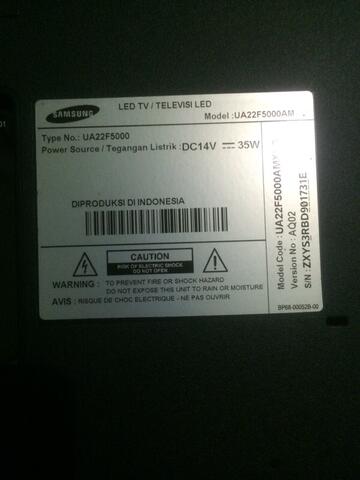 SAMSUNG
LED TV / TELEVISI LED
Model : UA22F5000AM
Type No.: UA22F5000
Power Source / Tegangan Listrik : DC14V ⎓ 35W
DIPRODUKSI DI INDONESIA
CAUTION
RISK OF ELECTRIC SHOCK
DO NOT OPEN
WARNING : TO PREVENT FIRE OR SHOCK HAZARD
DO NOT EXPOSE TO RAIN OR MOISTURE
AVIS : RISQUE DE CHOC ELECTRIQUE - NE PAS OUVRIR
Model Code :
Version No : AQ02
S/N : ZXYS3RBD901731E
BP68-00052B-00
01